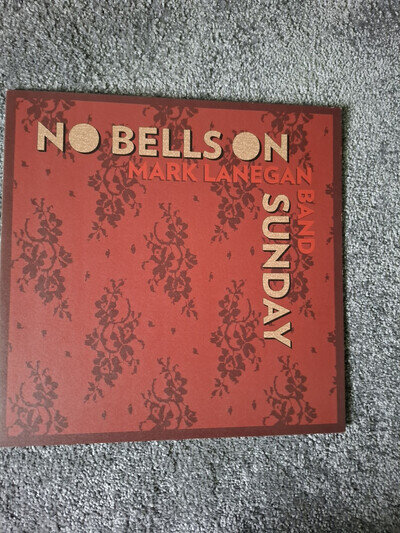 NO BELLS ON
SUNDAY
MARK LANEGAN
BAND